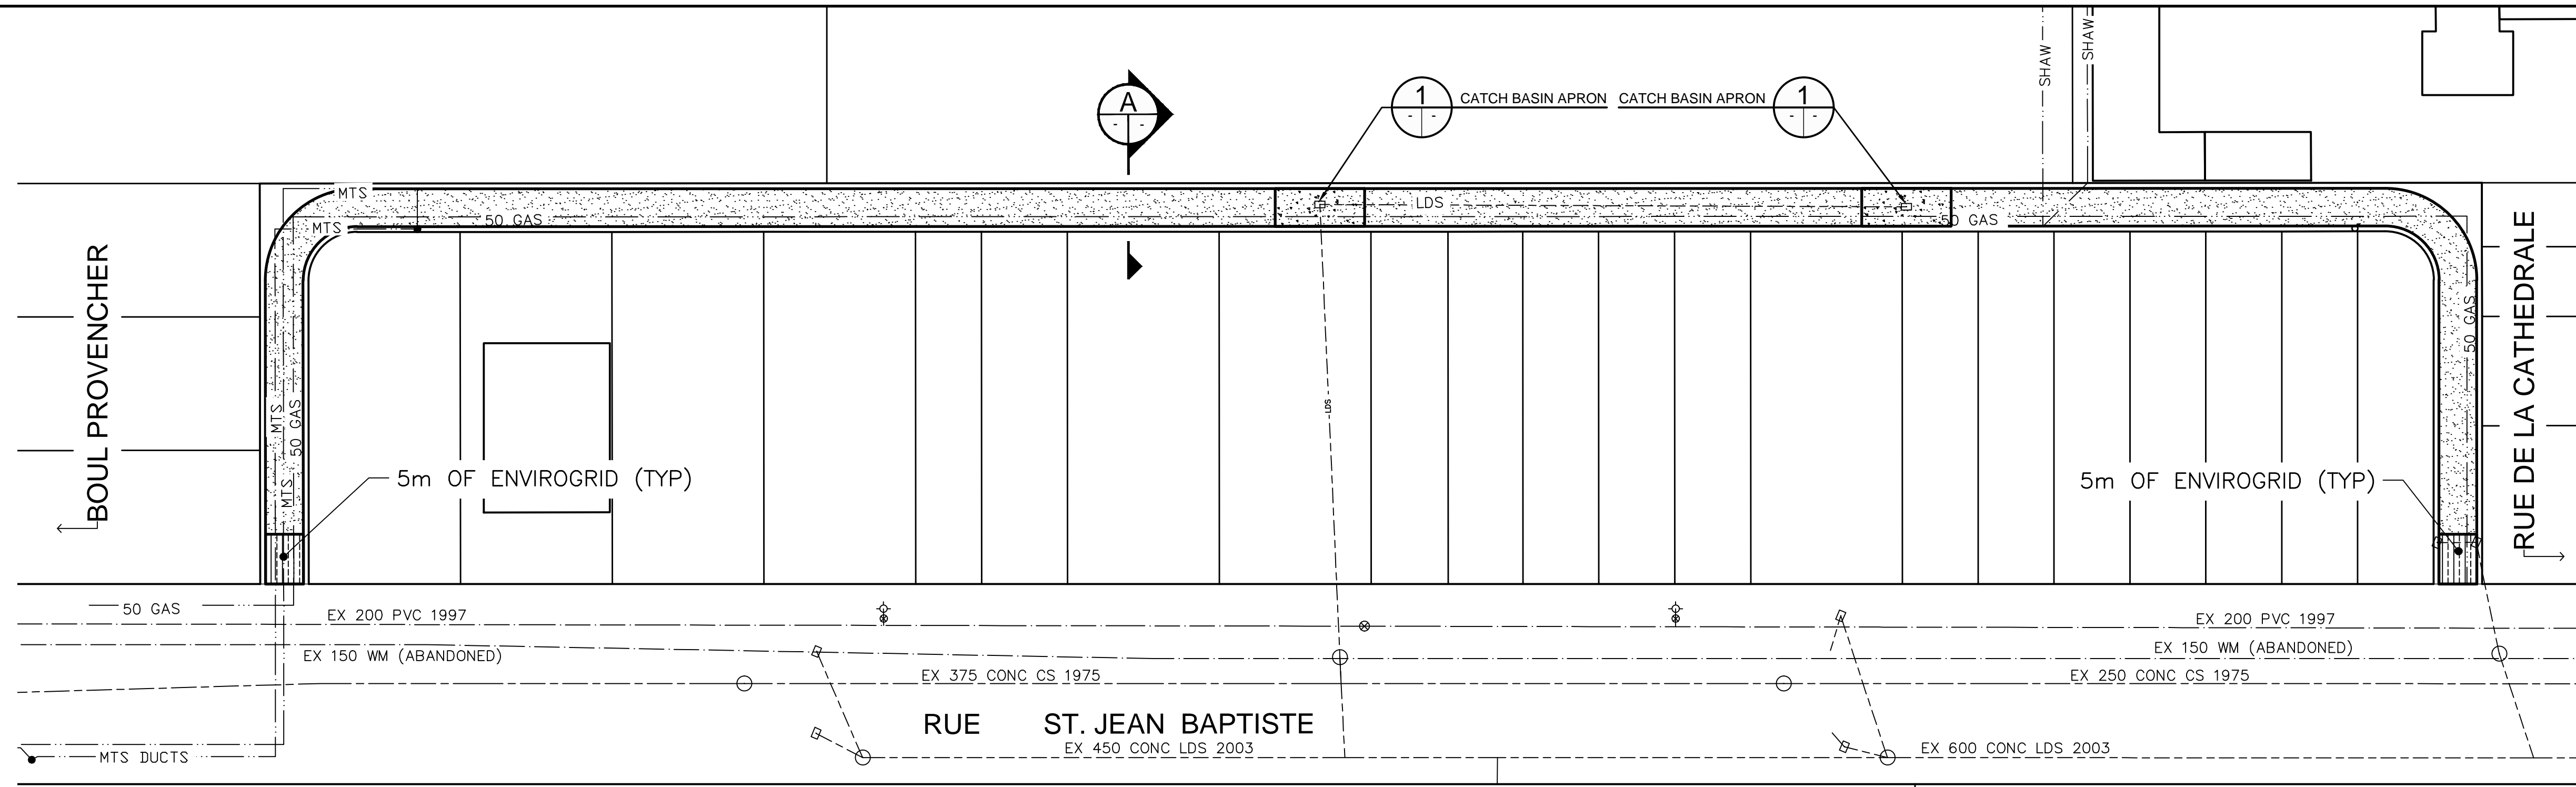 SHAW
SHAW
A
- -
1
- -
CATCH BASIN APRON
CATCH BASIN APRON
1
- -
MTS
50 GAS
MTS
LDS
50 GAS
BOUL PROVENCHER
MTS
50 GAS
MTS
5m OF ENVIROGRID (TYP)
LDS
5m OF ENVIROGRID (TYP)
50 GAS
RUE DE LA CATHEDRALE
50 GAS
EX 200 PVC 1997
EX 200 PVC 1997
EX 150 WM (ABANDONED)
EX 150 WM (ABANDONED)
EX 375 CONC CS 1975
EX 250 CONC CS 1975
RUE ST. JEAN BAPTISTE
MTS DUCTS
EX 450 CONC LDS 2003
EX 600 CONC LDS 2003